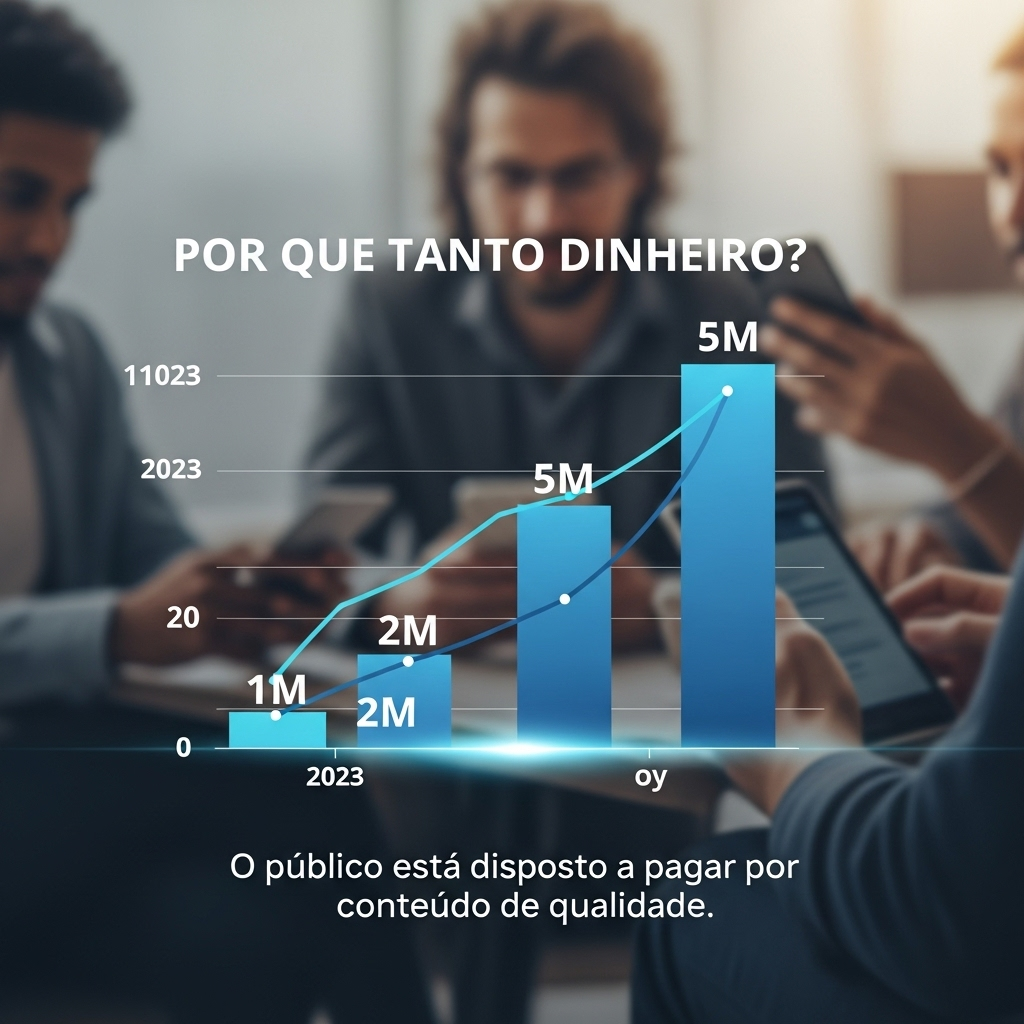 POR QUE TANTO DINHEIRO?
5M
11023
2023
5M
20
2M
1M
2M
0
2023
oy
O público está disposto a pagar por
conteúdo de qualidade.